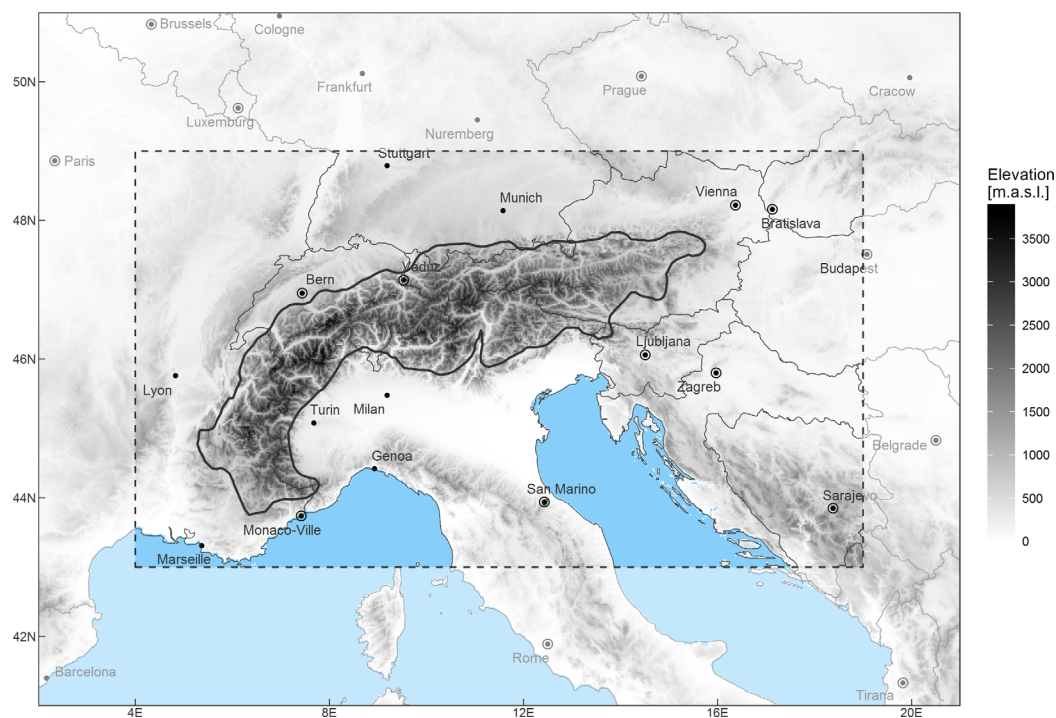 Brussels
Cologne
50N
Frankfurt
Prague
Cracow
Luxemburg
Nuremberg
Paris
Stuttgart
Elevation
[m.a.s.l.]
Munich
Vienna
48N
Bratislava
3500
Vaduz
Budapest
Bern
3000
2500
46N
Ljubljana
2000
Lyon
Zagreb
Turin
Milan
1500
Belgrade
Genoa
1000
44N
San Marino
Sarajevo
500
Monaco-Ville
0
Marseille
42N
Rome
Barcelona
Tirana
4E
8E
12E
16E
20E